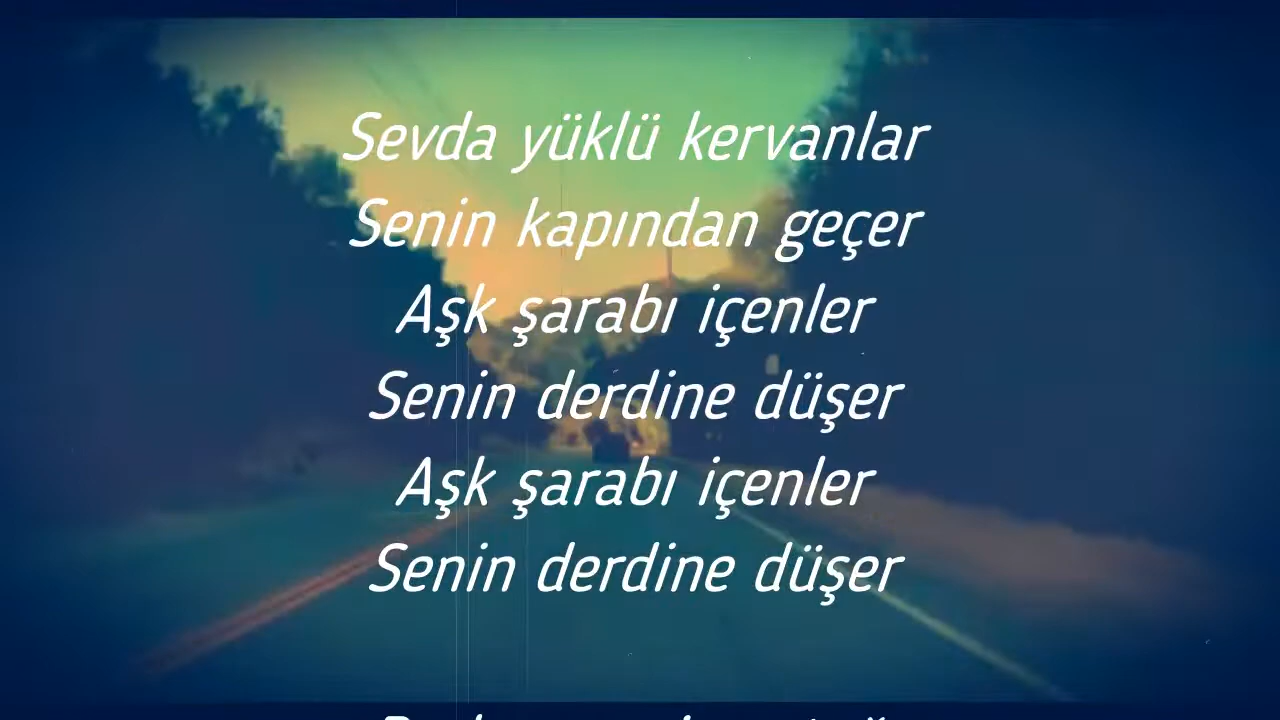 Sevda yüklü kervanlar
Senin kapından geçer
Aşk şarabı içenler
Senin derdine düşer
Aşk şarabı içenler
Senin derdine düşer